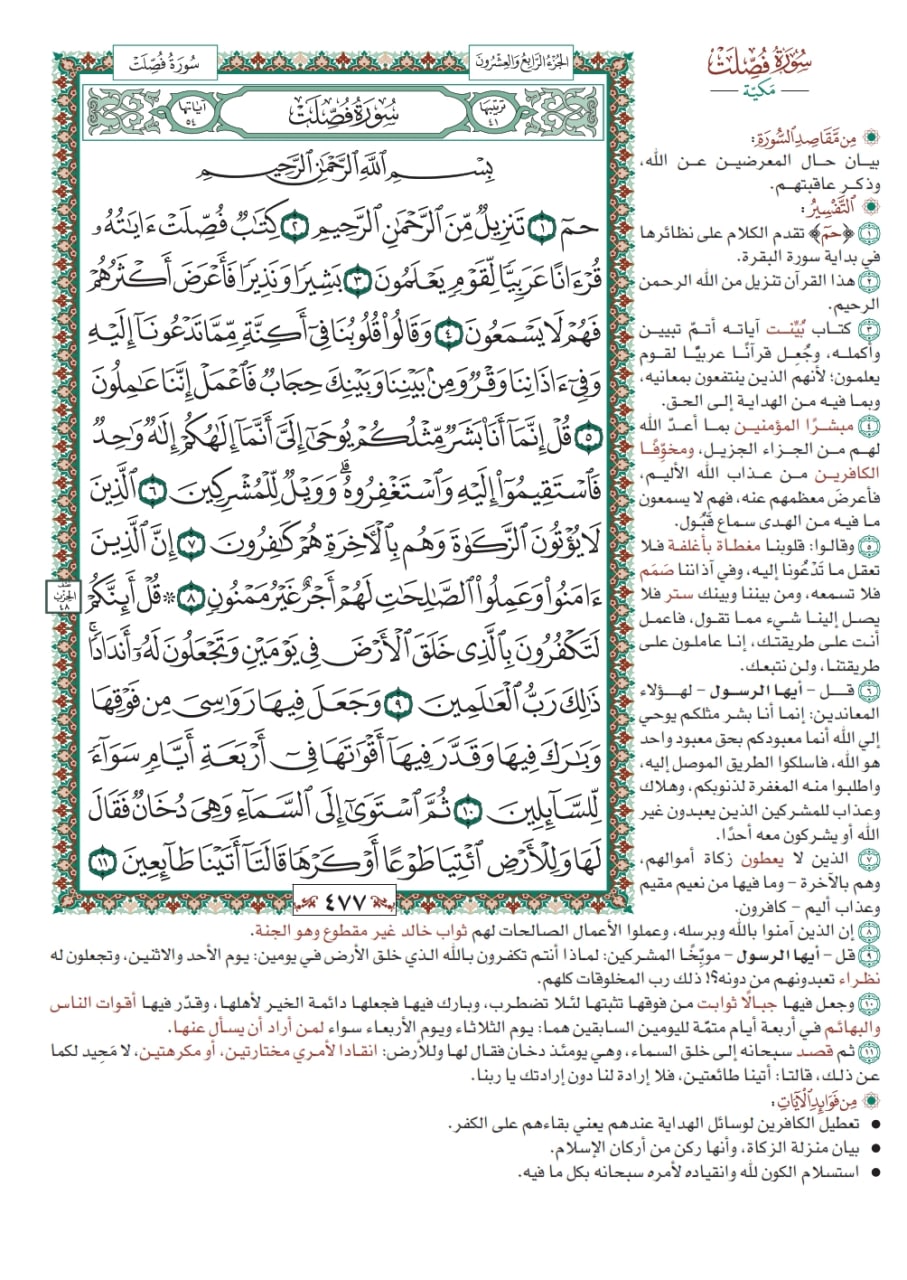 سُورَةُ فُصِّلَتْ
مَكيّة
الجُزْءُ الرَّابِعُ وَالعِشْرُونَ
سُورَةُ فُصِّلَتْ
ترتيبها ٤١
سُورَةُ فُصِّلَتْ
آياتها ٥٤
بِسْمِ ٱللَّهِ ٱلرَّحْمَٰنِ ٱلرَّحِيمِ
حمٓ ١ تَنزِيلٌ مِّنَ ٱلرَّحْمَٰنِ ٱلرَّحِيمِ ٢ كِتَٰبٌ فُصِّلَتْ ءَايَٰتُهُۥ
قُرْءَانًا عَرَبِيًّا لِّقَوْمٍ يَعْلَمُونَ ٣ بَشِيرًا وَنَذِيرًا فَأَعْرَضَ أَكْثَرُهُمْ
فَهُمْ لَا يَسْمَعُونَ ٤ وَقَالُوا۟ قُلُوبُنَا فِىٓ أَكِنَّةٍ مِّمَّا تَدْعُونَآ إِلَيْهِ
وَفِىٓ ءَاذَانِنَا وَقْرٌ وَمِنۢ بَيْنِنَا وَبَيْنِكَ حِجَابٌ فَٱعْمَلْ إِنَّنَا عَٰمِلُونَ
٥ قُلْ إِنَّمَآ أَنَا۠ بَشَرٌ مِّثْلُكُمْ يُوحَىٰٓ إِلَىَّ أَنَّمَآ إِلَٰهُكُمْ إِلَٰهٌ وَٰحِدٌ
فَٱسْتَقِيمُوٓا۟ إِلَيْهِ وَٱسْتَغْفِرُوهُ ۗ وَوَيْلٌ لِّلْمُشْرِكِينَ ٦ ٱلَّذِينَ
لَا يُؤْتُونَ ٱلزَّكَوٰةَ وَهُم بِٱلْءَاخِرَةِ هُمْ كَٰفِرُونَ ٧ إِنَّ ٱلَّذِينَ
ءَامَنُوا۟ وَعَمِلُوا۟ ٱلصَّٰلِحَٰتِ لَهُمْ أَجْرٌ غَيْرُ مَمْنُونٍ ٨ ۞ قُلْ أَئِنَّكُمْ
لَتَكْفُرُونَ بِٱلَّذِى خَلَقَ ٱلْأَرْضَ فِى يَوْمَيْنِ وَتَجْعَلُونَ لَهُۥٓ أَندَادًا ۚ
ذَٰلِكَ رَبُّ ٱلْعَٰلَمِينَ ٩ وَجَعَلَ فِيهَا رَوَٰسِىَ مِن فَوْقِهَا
وَبَٰرَكَ فِيهَا وَقَدَّرَ فِيهَآ أَقْوَٰتَهَا فِىٓ أَرْبَعَةِ أَيَّامٍ سَوَآءً
لِّلسَّآئِلِينَ ١٠ ثُمَّ ٱسْتَوَىٰٓ إِلَى ٱلسَّمَآءِ وَهِىَ دُخَانٌ فَقَالَ
لَهَا وَلِلْأَرْضِ ٱئْتِيَا طَوْعًا أَوْ كَرْهًا قَالَتَآ أَتَيْنَا طَآئِعِينَ ١١
نصف الحزب ٤٨
٤٧٧
مِن مَّقَاصِدِ السُّورَةِ:
بيان حال المعرضين عن الله،
وذكر عاقبتهم.
التَّفْسِيرُ:
١ ﴿حمٓ﴾ تقدم الكلام على نظائرها
في بداية سورة البقرة.
٢ هذا القرآن تنزيل من الله الرحمن
الرحيم.
٣ كتاب بُيِّنت آياته أتمّ تبيين
وأكمله، وجُعِل قرآنًا عربيًّا لقوم
يعلمون؛ لأنهم الذين ينتفعون بمعانيه،
وبما فيه من الهداية إلى الحق.
٤ مبشرًا المؤمنين بما أعدّ الله
لهم من الجزاء الجزيل، ومخوِّفًا
الكافرين من عذاب الله الأليم،
فأعرضَ معظمهم عنه، فهم لا يسمعون
ما فيه من الهدى سماع قَبُول.
٥ وقالوا: قلوبنا مغطاة بأغلفة فلا
تعقل ما تَدْعُونا إليه، وفي آذاننا صَمَم
فلا تسمعه، ومن بيننا وبينك ستر فلا
يصل إلينا شيء مما تقول، فاعمل
أنت على طريقتك، إنا عاملون على
طريقتنا، ولن نتبعك.
٦ قل – أيها الرسول – لهؤلاء
المعاندين: إنما أنا بشر مثلكم يوحي
إلي الله أنما معبودكم بحق معبود واحد
هو الله، فاسلكوا الطريق الموصل إليه،
واطلبوا منه المغفرة لذنوبكم، وهلاك
وعذاب للمشركين الذين يعبدون غير
الله أو يشركون معه أحدًا.
٧ الذين لا يعطون زكاة أموالهم،
وهم بالآخرة – وما فيها من نعيم مقيم
وعذاب أليم – كافرون.
٨ إن الذين آمنوا بالله وبرسله، وعملوا الأعمال الصالحات لهم ثواب خالد غير مقطوع وهو الجنة.
٩ قل – أيها الرسول – موبِّخًا المشركين: لماذا أنتم تكفرون بالله الذي خلق الأرض في يومين: يوم الأحد والاثنين، وتجعلون له
نظراء تعبدونهم من دونه؟! ذلك رب المخلوقات كلهم.
١٠ وجعل فيها جبالًا ثوابت من فوقها تثبتها لئلا تضطرب، وبارك فيها فجعلها دائمة الخير لأهلها، وقدّر فيها أقوات الناس
والبهائم في أربعة أيام متمّة لليومين السابقين هما: يوم الثلاثاء ويوم الأربعاء سواء لمن أراد أن يسأل عنها.
١١ ثم قصد سبحانه إلى خلق السماء، وهي يومئذ دخان فقال لها وللأرض: انقادا لأمري مختارتين، أو مكرهتين، لا مَحِيد لكما
عن ذلك، قالتا: أتينا طائعتين، فلا إرادة لنا دون إرادتك يا ربنا.
مِن فَوَائِدِ الآيَاتِ:
• تعطيل الكافرين لوسائل الهداية عندهم يعني بقاءهم على الكفر.
• بيان منزلة الزكاة، وأنها ركن من أركان الإسلام.
• استسلام الكون لله وانقياده لأمره سبحانه بكل ما فيه.